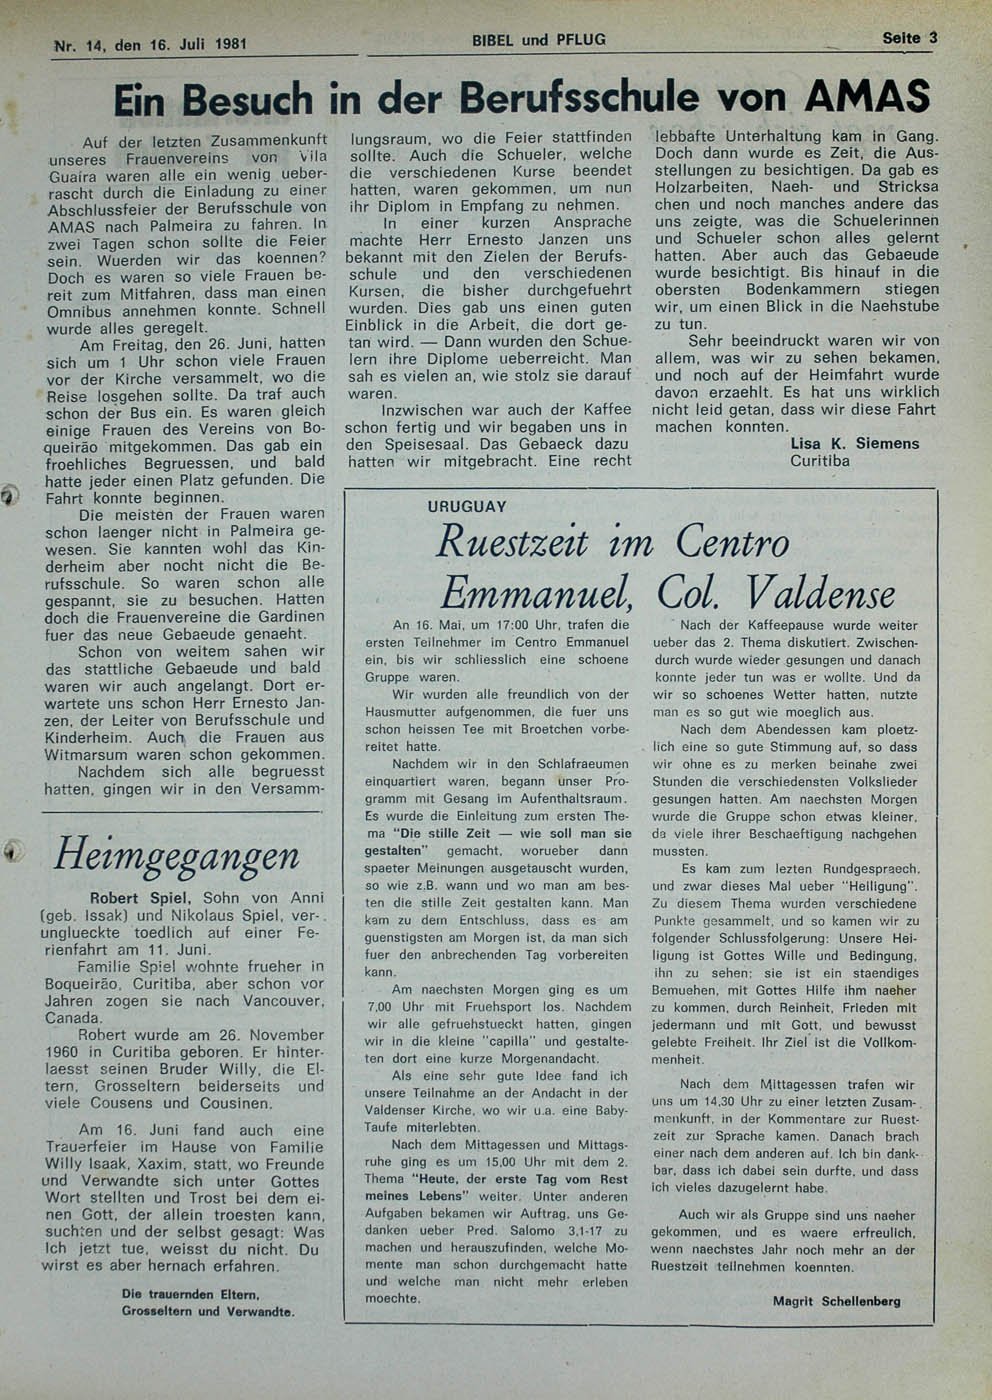 Nr. 14, den 16. Juli 1981
BIBEL und PFLUG
Seite 3
Ein Besuch in der Berufsschule von AMAS
Auf der letzten Zusammenkunft
unseres Frauenvereins von Vila
Guaira waren alle ein wenig ueber-
rascht durch die Einladung zu einer
Abschlussfeier der Berufsschule von
AMAS nach Palmeira zu fahren. In
zwei Tagen schon sollte die Feier
sein. Wuerden wir das koennen?
Doch es waren so viele Frauen be-
reit zum Mitfahren, dass man einen
Omnibus annehmen konnte. Schnell
wurde alles geregelt.
Am Freitag, den 26. Juni, hatten
sich um 1 Uhr schon viele Frauen
vor der Kirche versammelt, wo die
Reise losgehen sollte. Da traf auch
schon der Bus ein. Es waren gleich
einige Frauen des Vereins von Bo-
queirão mitgekommen. Das gab ein
froehliches Begruessen, und bald
hatte jeder einen Platz gefunden. Die
Fahrt konnte beginnen.
Die meisten der Frauen waren
schon laenger nicht in Palmeira ge-
wesen. Sie kannten wohl das Kin-
derheim aber nocht nicht die Be-
rufsschule. So waren schon alle
gespannt, sie zu besuchen. Hatten
doch die Frauenvereine die Gardinen
fuer das neue Gebaeude genaeht.
Schon von weitem sahen wir
das stattliche Gebaeude und bald
waren wir auch angelangt. Dort er-
wartete uns schon Herr Ernesto Jan-
zen, der Leiter von Berufsschule und
Kinderheim. Auch die Frauen aus
Witmarsum waren schon gekommen.
Nachdem sich alle begruesst
hatten, gingen wir in den Versamm-
lungsraum, wo die Feier stattfinden
sollte. Auch die Schueler, welche
die verschiedenen Kurse beendet
hatten, waren gekommen, um nun
ihr Diplom in Empfang zu nehmen.
In einer kurzen Ansprache
machte Herr Ernesto Janzen uns
bekannt mit den Zielen der Berufs-
schule und den verschiedenen
Kursen, die bisher durchgefuehrt
wurden. Dies gab uns einen guten
Einblick in die Arbeit, die dort ge-
tan wird. — Dann wurden den Schue-
lern ihre Diplome ueberreicht. Man
sah es vielen an, wie stolz sie darauf
waren.
Inzwischen war auch der Kaffee
schon fertig und wir begaben uns in
den Speisesaal. Das Gebaeck dazu
hatten wir mitgebracht. Eine recht
lebbafte Unterhaltung kam in Gang.
Doch dann wurde es Zeit, die Aus-
stellungen zu besichtigen. Da gab es
Holzarbeiten, Naeh- und Stricksa
chen und noch manches andere das
uns zeigte, was die Schuelerinnen
und Schueler schon alles gelernt
hatten. Aber auch das Gebaeude
wurde besichtigt. Bis hinauf in die
obersten Bodenkammern stiegen
wir, um einen Blick in die Naehstube
zu tun.
Sehr beeindruckt waren wir von
allem, was wir zu sehen bekamen,
und noch auf der Heimfahrt wurde
davon erzaehlt. Es hat uns wirklich
nicht leid getan, dass wir diese Fahrt
machen konnten.
Lisa K. Siemens
Curitiba
Heimgegangen
Robert Spiel, Sohn von Anni
(geb. Issak) und Nikolaus Spiel, ver-
unglueckte toedlich auf einer Fe-
rienfahrt am 11. Juni.
Familie Spiel wohnte frueher in
Boqueirão, Curitiba, aber schon vor
Jahren zogen sie nach Vancouver,
Canada.
Robert wurde am 26. November
1960 in Curitiba geboren. Er hinter-
laesst seinen Bruder Willy, die El-
tern, Grosseltern beiderseits und
viele Cousens und Cousinen.
Am 16. Juni fand auch eine
Trauerfeier im Hause von Familie
Willy Isaak, Xaxim, statt, wo Freunde
und Verwandte sich unter Gottes
Wort stellten und Trost bei dem ei-
nen Gott, der allein troesten kann,
suchten und der selbst gesagt: Was
Ich jetzt tue, weisst du nicht. Du
wirst es aber hernach erfahren.
Die trauernden Eltern,
Grosseltern und Verwandte.
URUGUAY
Ruestzeit im Centro
Emmanuel, Col. Valdense
An 16. Mai, um 17:00 Uhr, trafen die
ersten Teilnehmer im Centro Emmanuel
ein, bis wir schliesslich eine schoene
Gruppe waren.
Wir wurden alle freundlich von der
Hausmutter aufgenommen, die fuer uns
schon heissen Tee mit Broetchen vorbe-
reitet hatte.
Nachdem wir in den Schlafraeumen
einquartiert waren, begann unser Pro-
gramm mit Gesang im Aufenthaltsraum.
Es wurde die Einleitung zum ersten The-
ma "Die stille Zeit — wie soll man sie
gestalten" gemacht, worueber dann
spaeter Meinungen ausgetauscht wurden,
so wie z.B. wann und wo man am bes-
ten die stille Zeit gestalten kann. Man
kam zu dem Entschluss, dass es am
guenstigsten am Morgen ist, da man sich
fuer den anbrechenden Tag vorbereiten
kann.
Am naechsten Morgen ging es um
7,00 Uhr mit Fruehsport los. Nachdem
wir alle gefruehstueckt hatten, gingen
wir in die kleine "capilla" und gestalte-
ten dort eine kurze Morgenandacht.
Als eine sehr gute Idee fand ich
unsere Teilnahme an der Andacht in der
Valdenser Kirche, wo wir u.a. eine Baby-
Taufe miterlebten.
Nach dem Mittagessen und Mittags-
ruhe ging es um 15,00 Uhr mit dem 2.
Thema "Heute, der erste Tag vom Rest
meines Lebens" weiter. Unter anderen
Aufgaben bekamen wir Auftrag, uns Ge-
danken ueber Pred. Salomo 3,1-17 zu
machen und herauszufinden, welche Mo-
mente man schon durchgemacht hatte
und welche man nicht mehr erleben
moechte.
Nach der Kaffeepause wurde weiter
ueber das 2. Thema diskutiert. Zwischen-
durch wurde wieder gesungen und danach
konnte jeder tun was er wollte. Und da
wir so schoenes Wetter hatten, nutzte
man es so gut wie moeglich aus.
Nach dem Abendessen kam ploetz-
lich eine so gute Stimmung auf, so dass
wir ohne es zu merken beinahe zwei
Stunden die verschiedensten Volkslieder
gesungen hatten. Am naechsten Morgen
wurde die Gruppe schon etwas kleiner,
da viele ihrer Beschaeftigung nachgehen
mussten.
Es kam zum lezten Rundgespraech,
und zwar dieses Mal ueber "Heiligung".
Zu diesem Thema wurden verschiedene
Punkte gesammelt, und so kamen wir zu
folgender Schlussfolgerung: Unsere Hei-
ligung ist Gottes Wille und Bedingung,
ihn zu sehen; sie ist ein staendiges
Bemuehen, mit Gottes Hilfe ihm naeher
zu kommen, durch Reinheit, Frieden mit
jedermann und mit Gott, und bewusst
gelebte Freiheit. Ihr Ziel ist die Vollkom-
menheit.
Nach dem Mittagessen trafen wir
uns um 14,30 Uhr zu einer letzten Zusam-
menkunft, in der Kommentare zur Ruest-
zeit zur Sprache kamen. Danach brach
einer nach dem anderen auf. Ich bin dank-
bar, dass ich dabei sein durfte, und dass
ich vieles dazugelernt habe.
Auch wir als Gruppe sind uns naeher
gekommen, und es waere erfreulich,
wenn naechstes Jahr noch mehr an der
Ruestzeit teilnehmen koennten.
Magrit Schellenberg